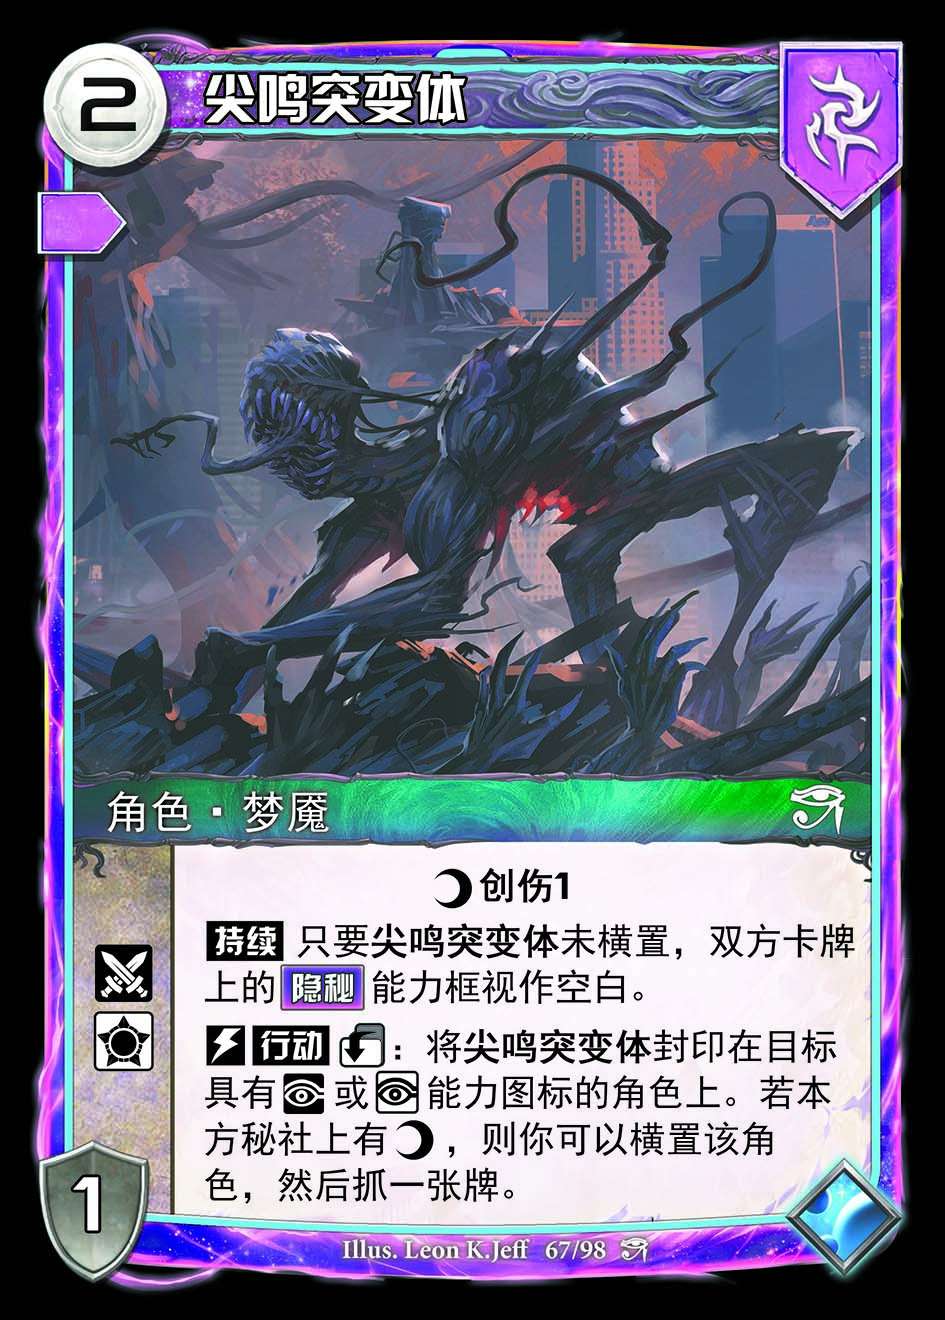 2
尖鸣突变体
角色·梦魇
创伤1
持续 只要尖鸣突变体未横置，双方卡牌
上的 隐秘 能力框视作空白。
行动 ：将尖鸣突变体封印在目标
具有 或 能力图标的角色上。若本
方秘社上有 ，则你可以横置该角
色，然后抓一张牌。
1
Illus. Leon K.Jeff 67/98